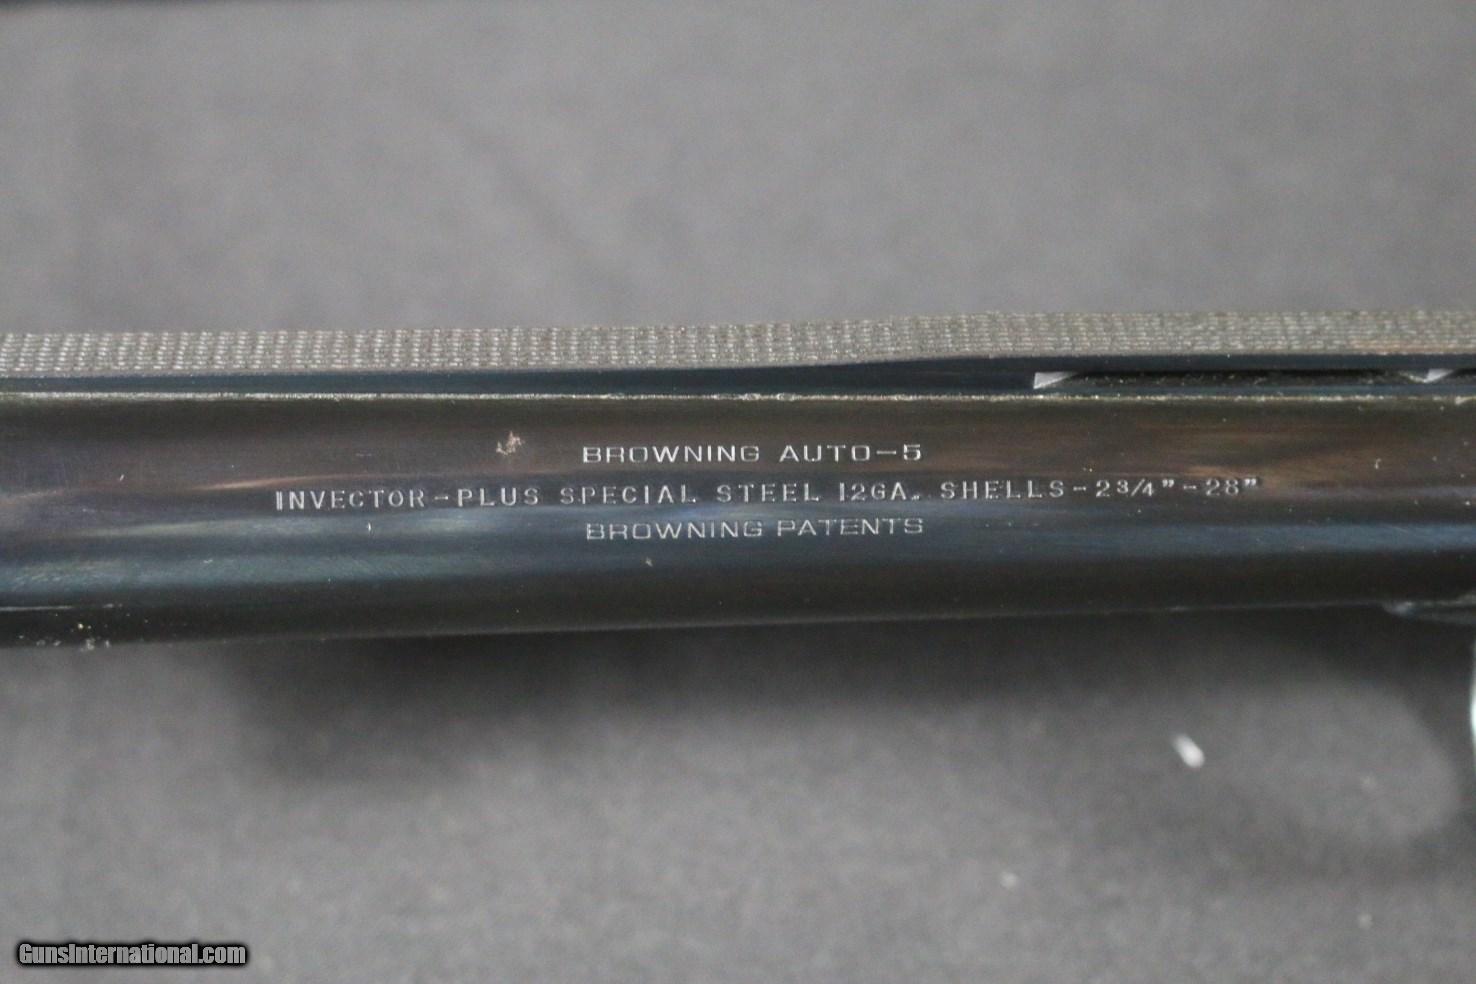 BROWNING AUTO-5
INVECTOR-PLUS SPECIAL STEEL 12GA. SHELLS-2¾"-28"
BROWNING PATENTS
GunsInternational.com